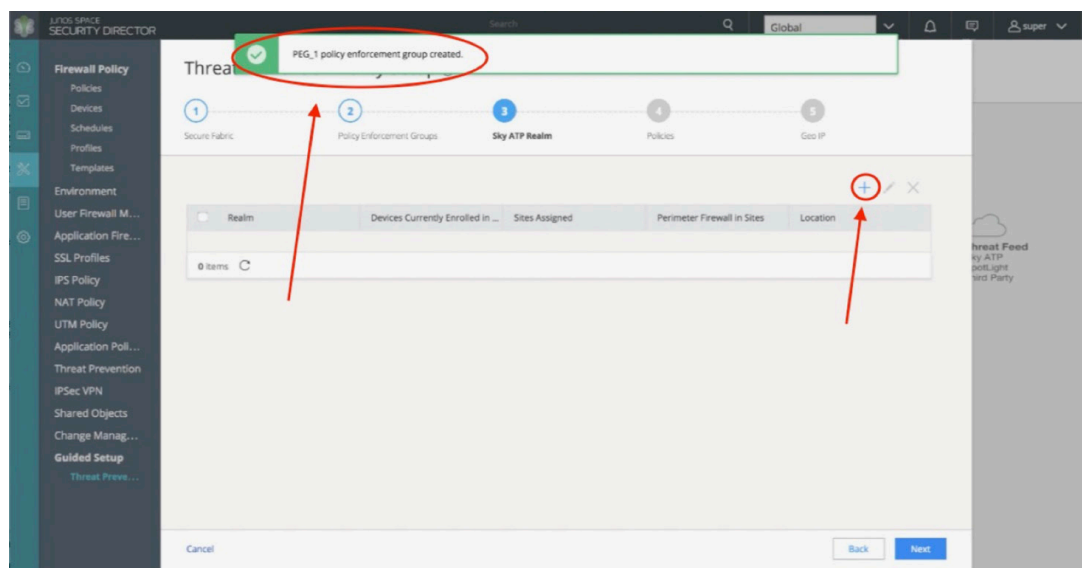 JUNOS SPACE
SECURITY DIRECTOR
Search
Global
super
PEG_1 policy enforcement group created.
Firewall Policy
Policies
Devices
Schedules
Profiles
Templates
Environment
User Firewall M...
Application Fire...
SSL Profiles
IPS Policy
NAT Policy
UTM Policy
Application Poli...
Threat Prevention
IPSec VPN
Shared Objects
Change Manag...
Guided Setup
Threat Preve...
Threat
1
2
3
4
5
Secure Fabric
Policy Enforcement Groups
Sky ATP Realm
Policies
Geo IP
Realm
Devices Currently Enrolled in ...
Sites Assigned
Perimeter Firewall in Sites
Location
0 items
hreat Feed
ky ATP
potLight
hird Party
Cancel
Back
Next